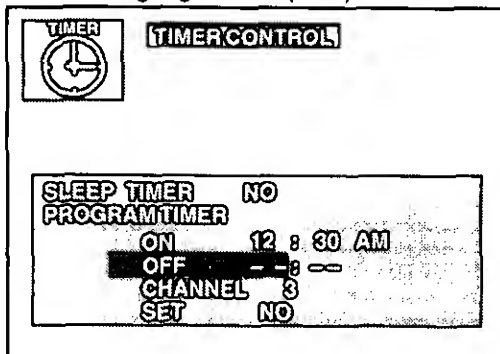 TIMER
TIMER CONTROL
SLEEP TIMER NO
PROGRAM TIMER
ON 12 : 30 AM
OFF - - : - -
CHANNEL 3
SET NO